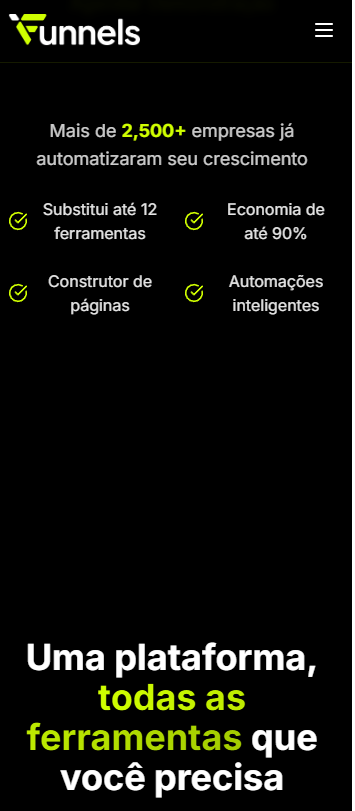 Funnels
Mais de 2,500+ empresas já
automatizaram seu crescimento
Substitui até 12
ferramentas
Economia de
até 90%
Construtor de
páginas
Automações
inteligentes
Uma plataforma,
todas as
ferramentas que
você precisa